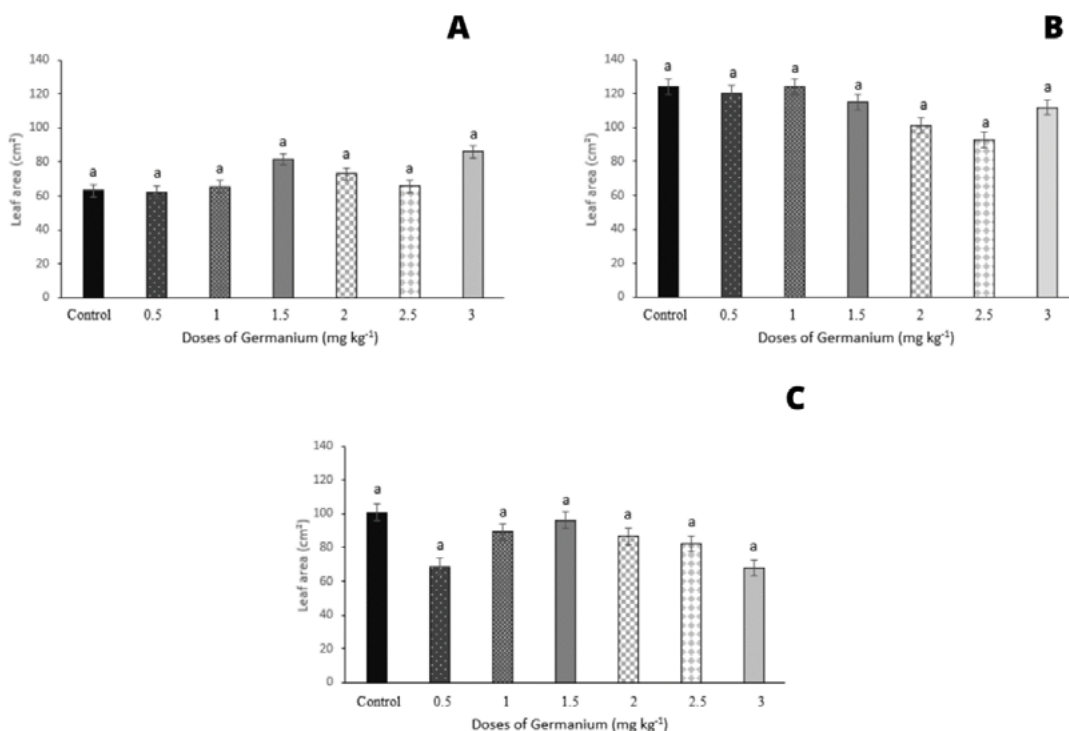 A
140
120
100
80
60
40
20
0
Leaf area (cm²)
a a a a a a a
Control 0.5 1 1.5 2 2.5 3
Doses of Germanium (mg kg⁻¹)
B
140
120
100
80
60
40
20
0
Leaf area (cm²)
a a a a a a a
Control 0.5 1 1.5 2 2.5 3
Doses of Germanium (mg kg⁻¹)
C
140
120
100
80
60
40
20
0
Leaf area (cm²)
a a a a a a a
Control 0.5 1 1.5 2 2.5 3
Doses of Germanium (mg kg⁻¹)